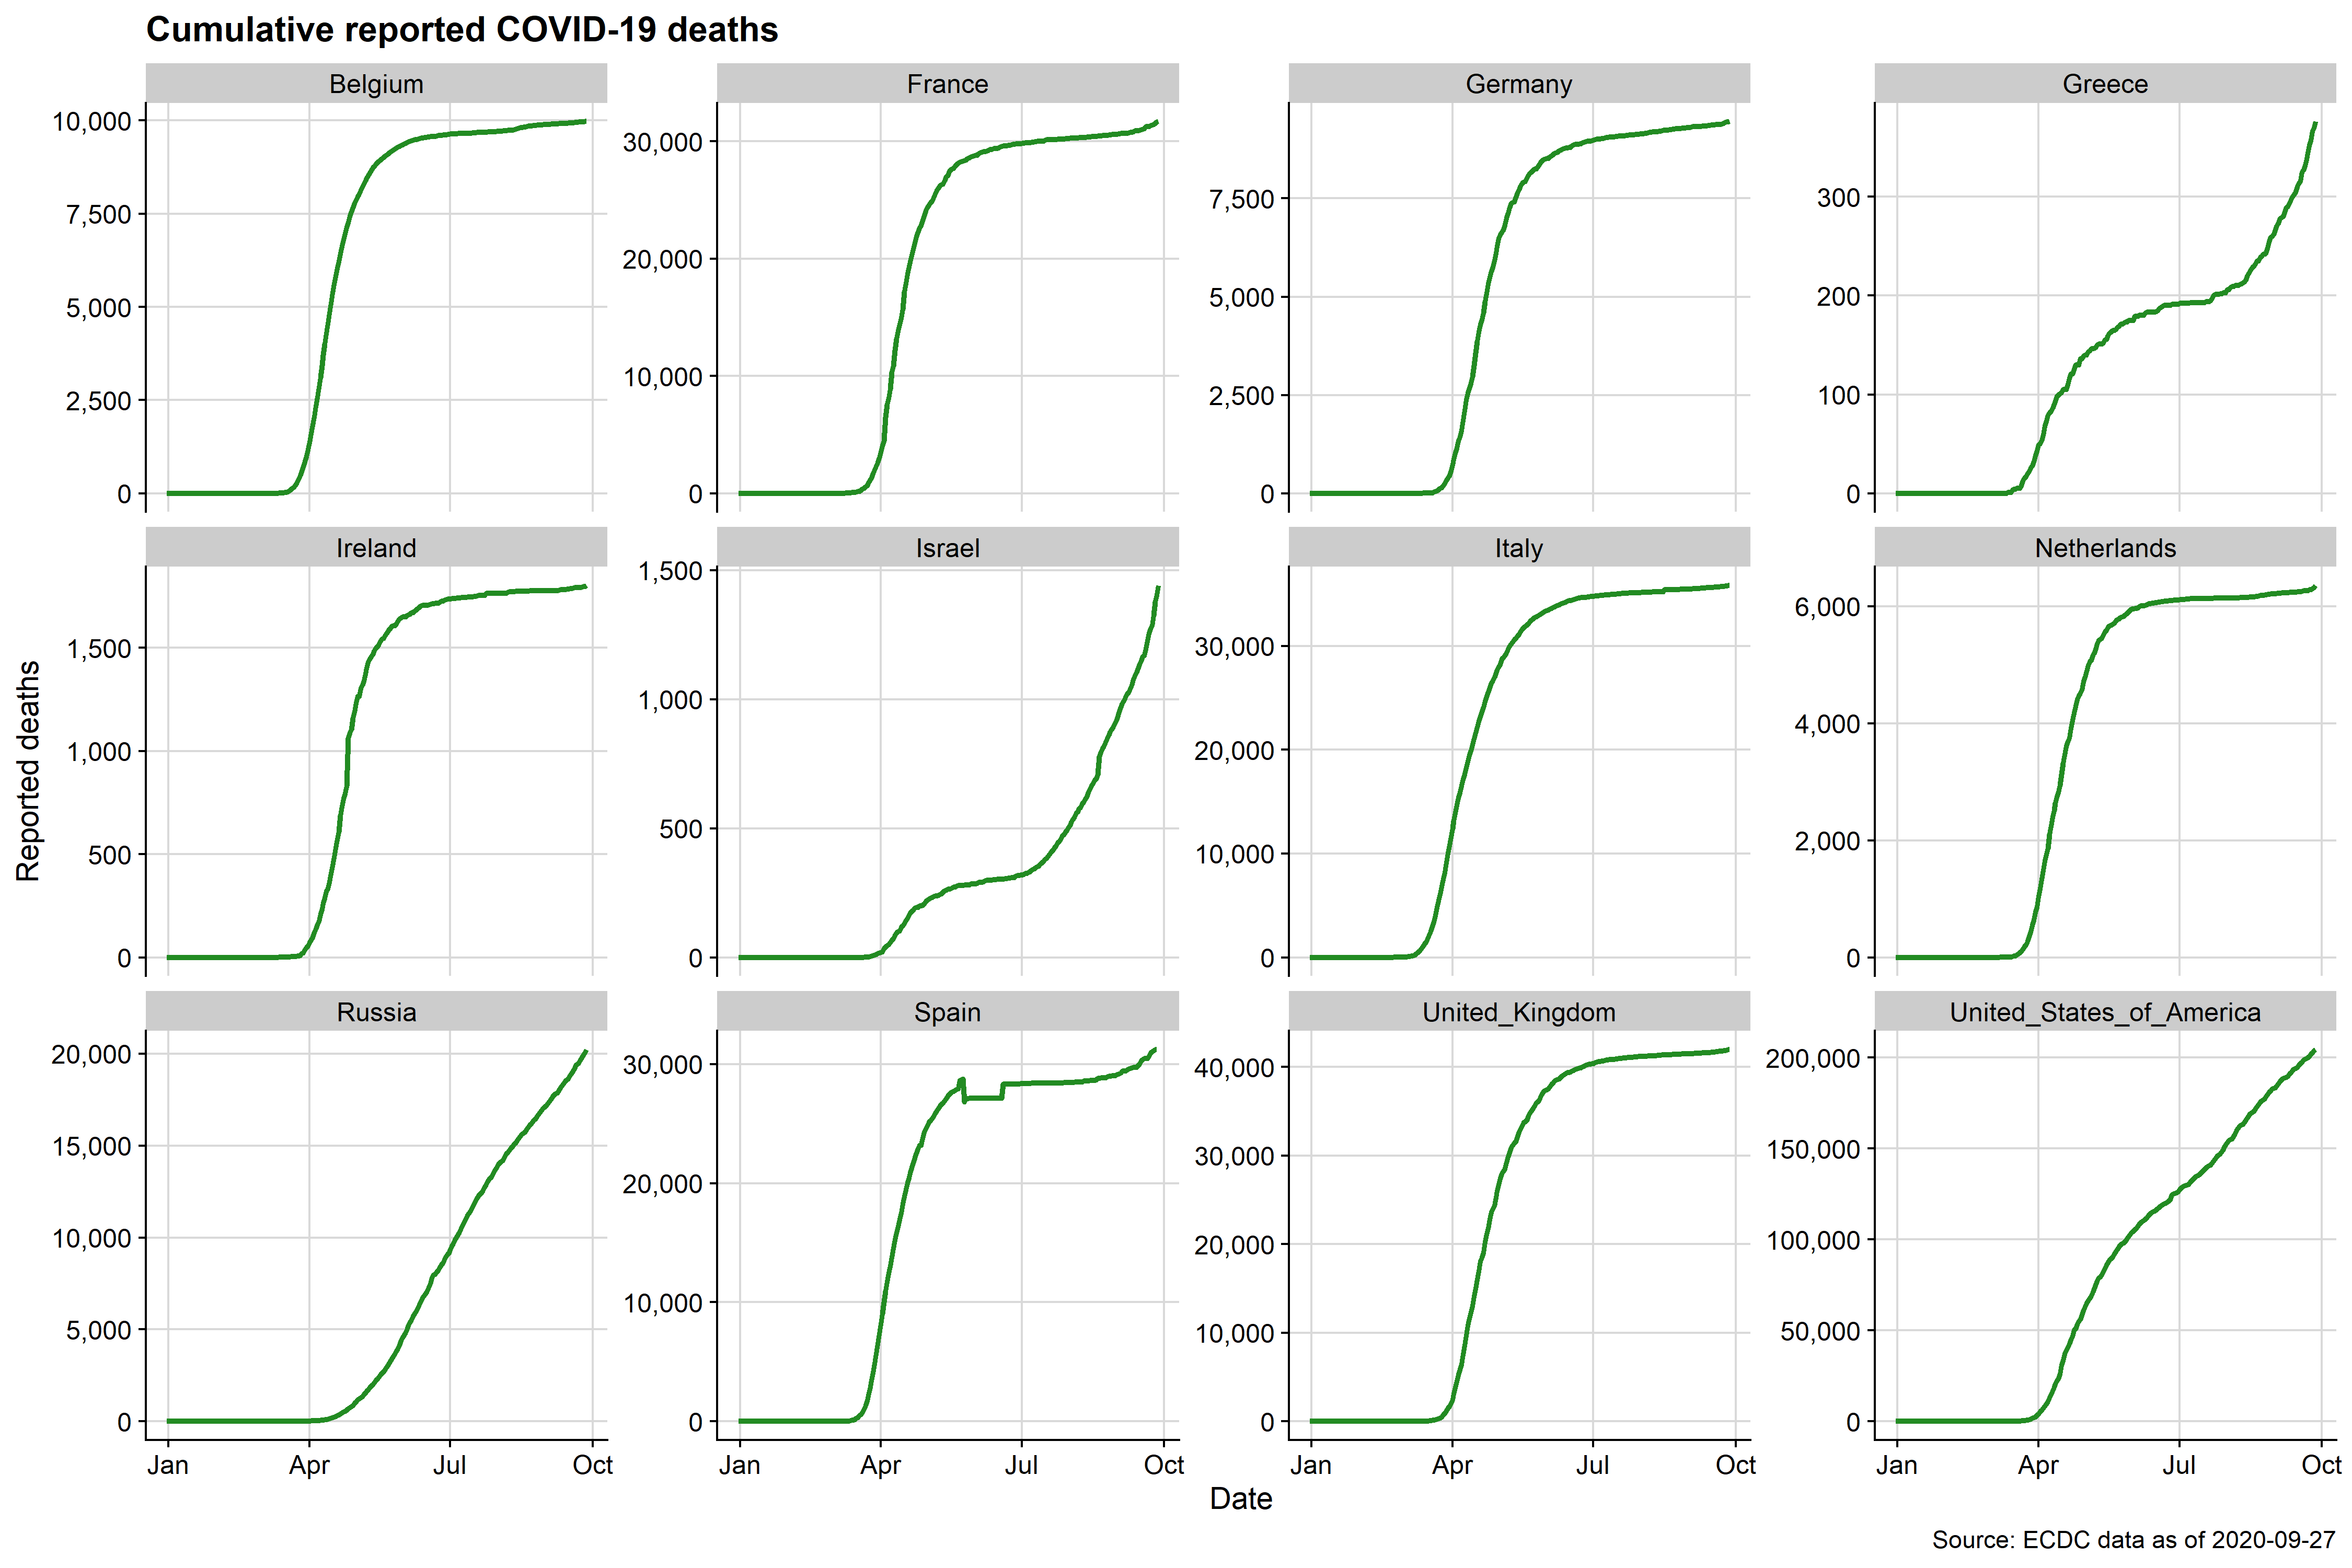 Cumulative reported COVID-19 deaths
Belgium
France
Germany
Greece
10,000
7,500
5,000
2,500
0
30,000
20,000
10,000
0
7,500
5,000
2,500
0
300
200
100
0
Ireland
Israel
Italy
Netherlands
1,500
1,000
500
0
1,500
1,000
500
0
30,000
20,000
10,000
0
6,000
4,000
2,000
0
Reported deaths
Russia
Spain
United_Kingdom
United_States_of_America
20,000
15,000
10,000
5,000
0
30,000
20,000
10,000
0
40,000
30,000
20,000
10,000
0
200,000
150,000
100,000
50,000
0
Jan Apr Jul Oct
Jan Apr Jul Oct
Jan Apr Jul Oct
Jan Apr Jul Oct
Date
Source: ECDC data as of 2020-09-27